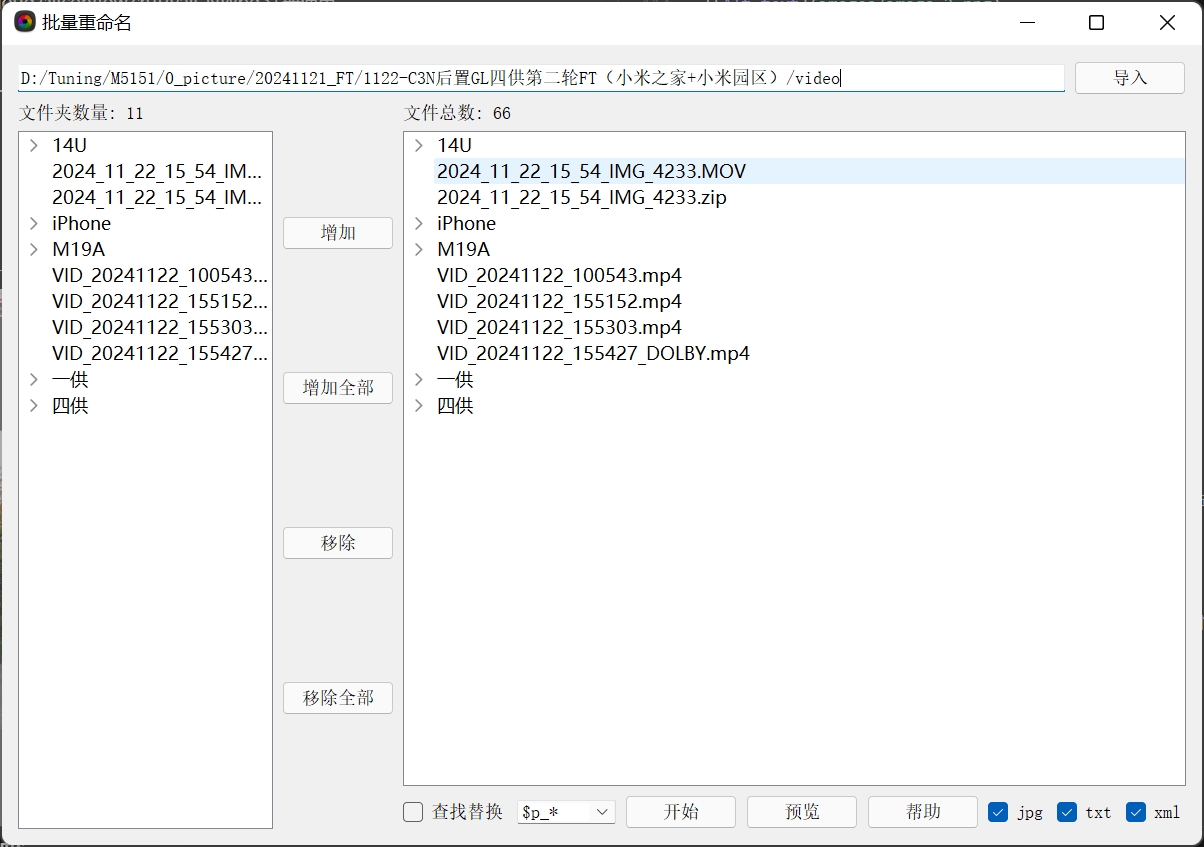 批量重命名
D:/Tuning/M5151/0_picture/20241121_FT/1122-C3N后置GL四供第二轮FT（小米之家+小米园区）/video
导入
文件夹数量: 11
文件总数: 66
14U
2024_11_22_15_54_IM...
2024_11_22_15_54_IM...
iPhone
M19A
VID_20241122_100543...
VID_20241122_155152...
VID_20241122_155303...
VID_20241122_155427...
一供
四供
增加
增加全部
移除
移除全部
14U
2024_11_22_15_54_IMG_4233.MOV
2024_11_22_15_54_IMG_4233.zip
iPhone
M19A
VID_20241122_100543.mp4
VID_20241122_155152.mp4
VID_20241122_155303.mp4
VID_20241122_155427_DOLBY.mp4
一供
四供
查找替换 $p_* 开始 预览 帮助 jpg txt xml